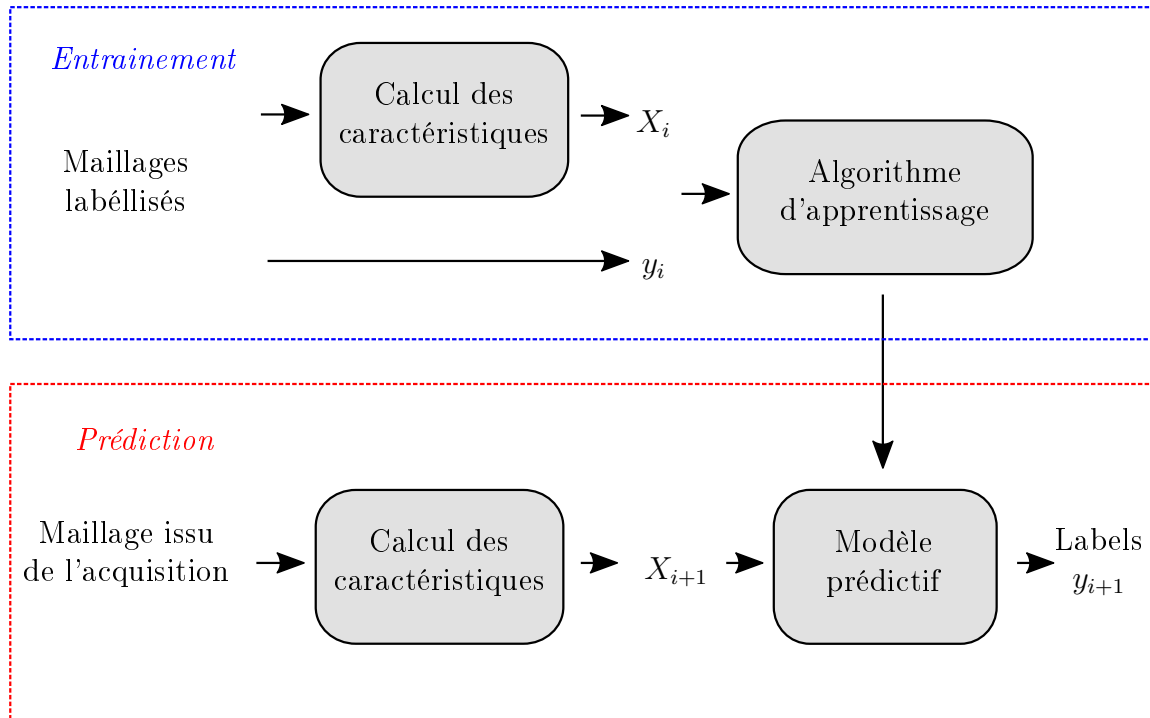 Entrainement
Calcul des
caractéristiques
X_i
Maillages
labéllisés
Algorithme
d'apprentissage
y_i
Prédiction
Maillage issu
de l'acquisition
Calcul des
caractéristiques
X_{i+1}
Modèle
prédictif
Labels
y_{i+1}